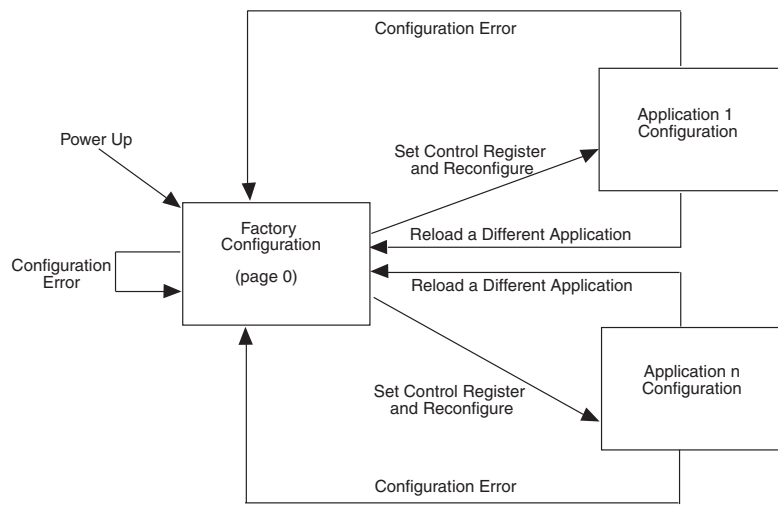 Configuration Error
Application 1
Configuration
Power Up
Set Control Register
and Reconfigure
Factory
Configuration
(page 0)
Reload a Different Application
Configuration
Error
Reload a Different Application
Application n
Configuration
Set Control Register
and Reconfigure
Configuration Error